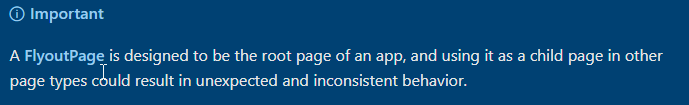 Important
A FlyoutPage is designed to be the root page of an app, and using it as a child page in other
page types could result in unexpected and inconsistent behavior.